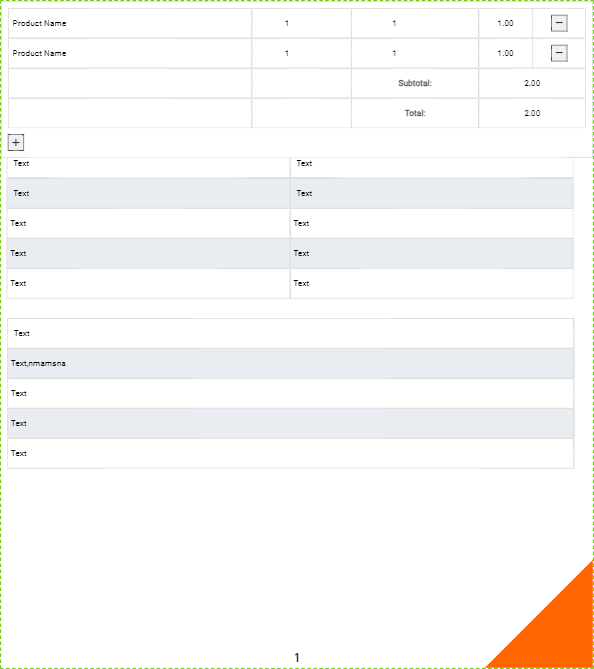 Product Name 1 1 1.00 −
Product Name 1 1 1.00 −
Subtotal: 2.00
Total: 2.00
+
Text Text
Text Text
Text Text
Text Text
Text Text
Text
Text,nmamsna
Text
Text
Text
1